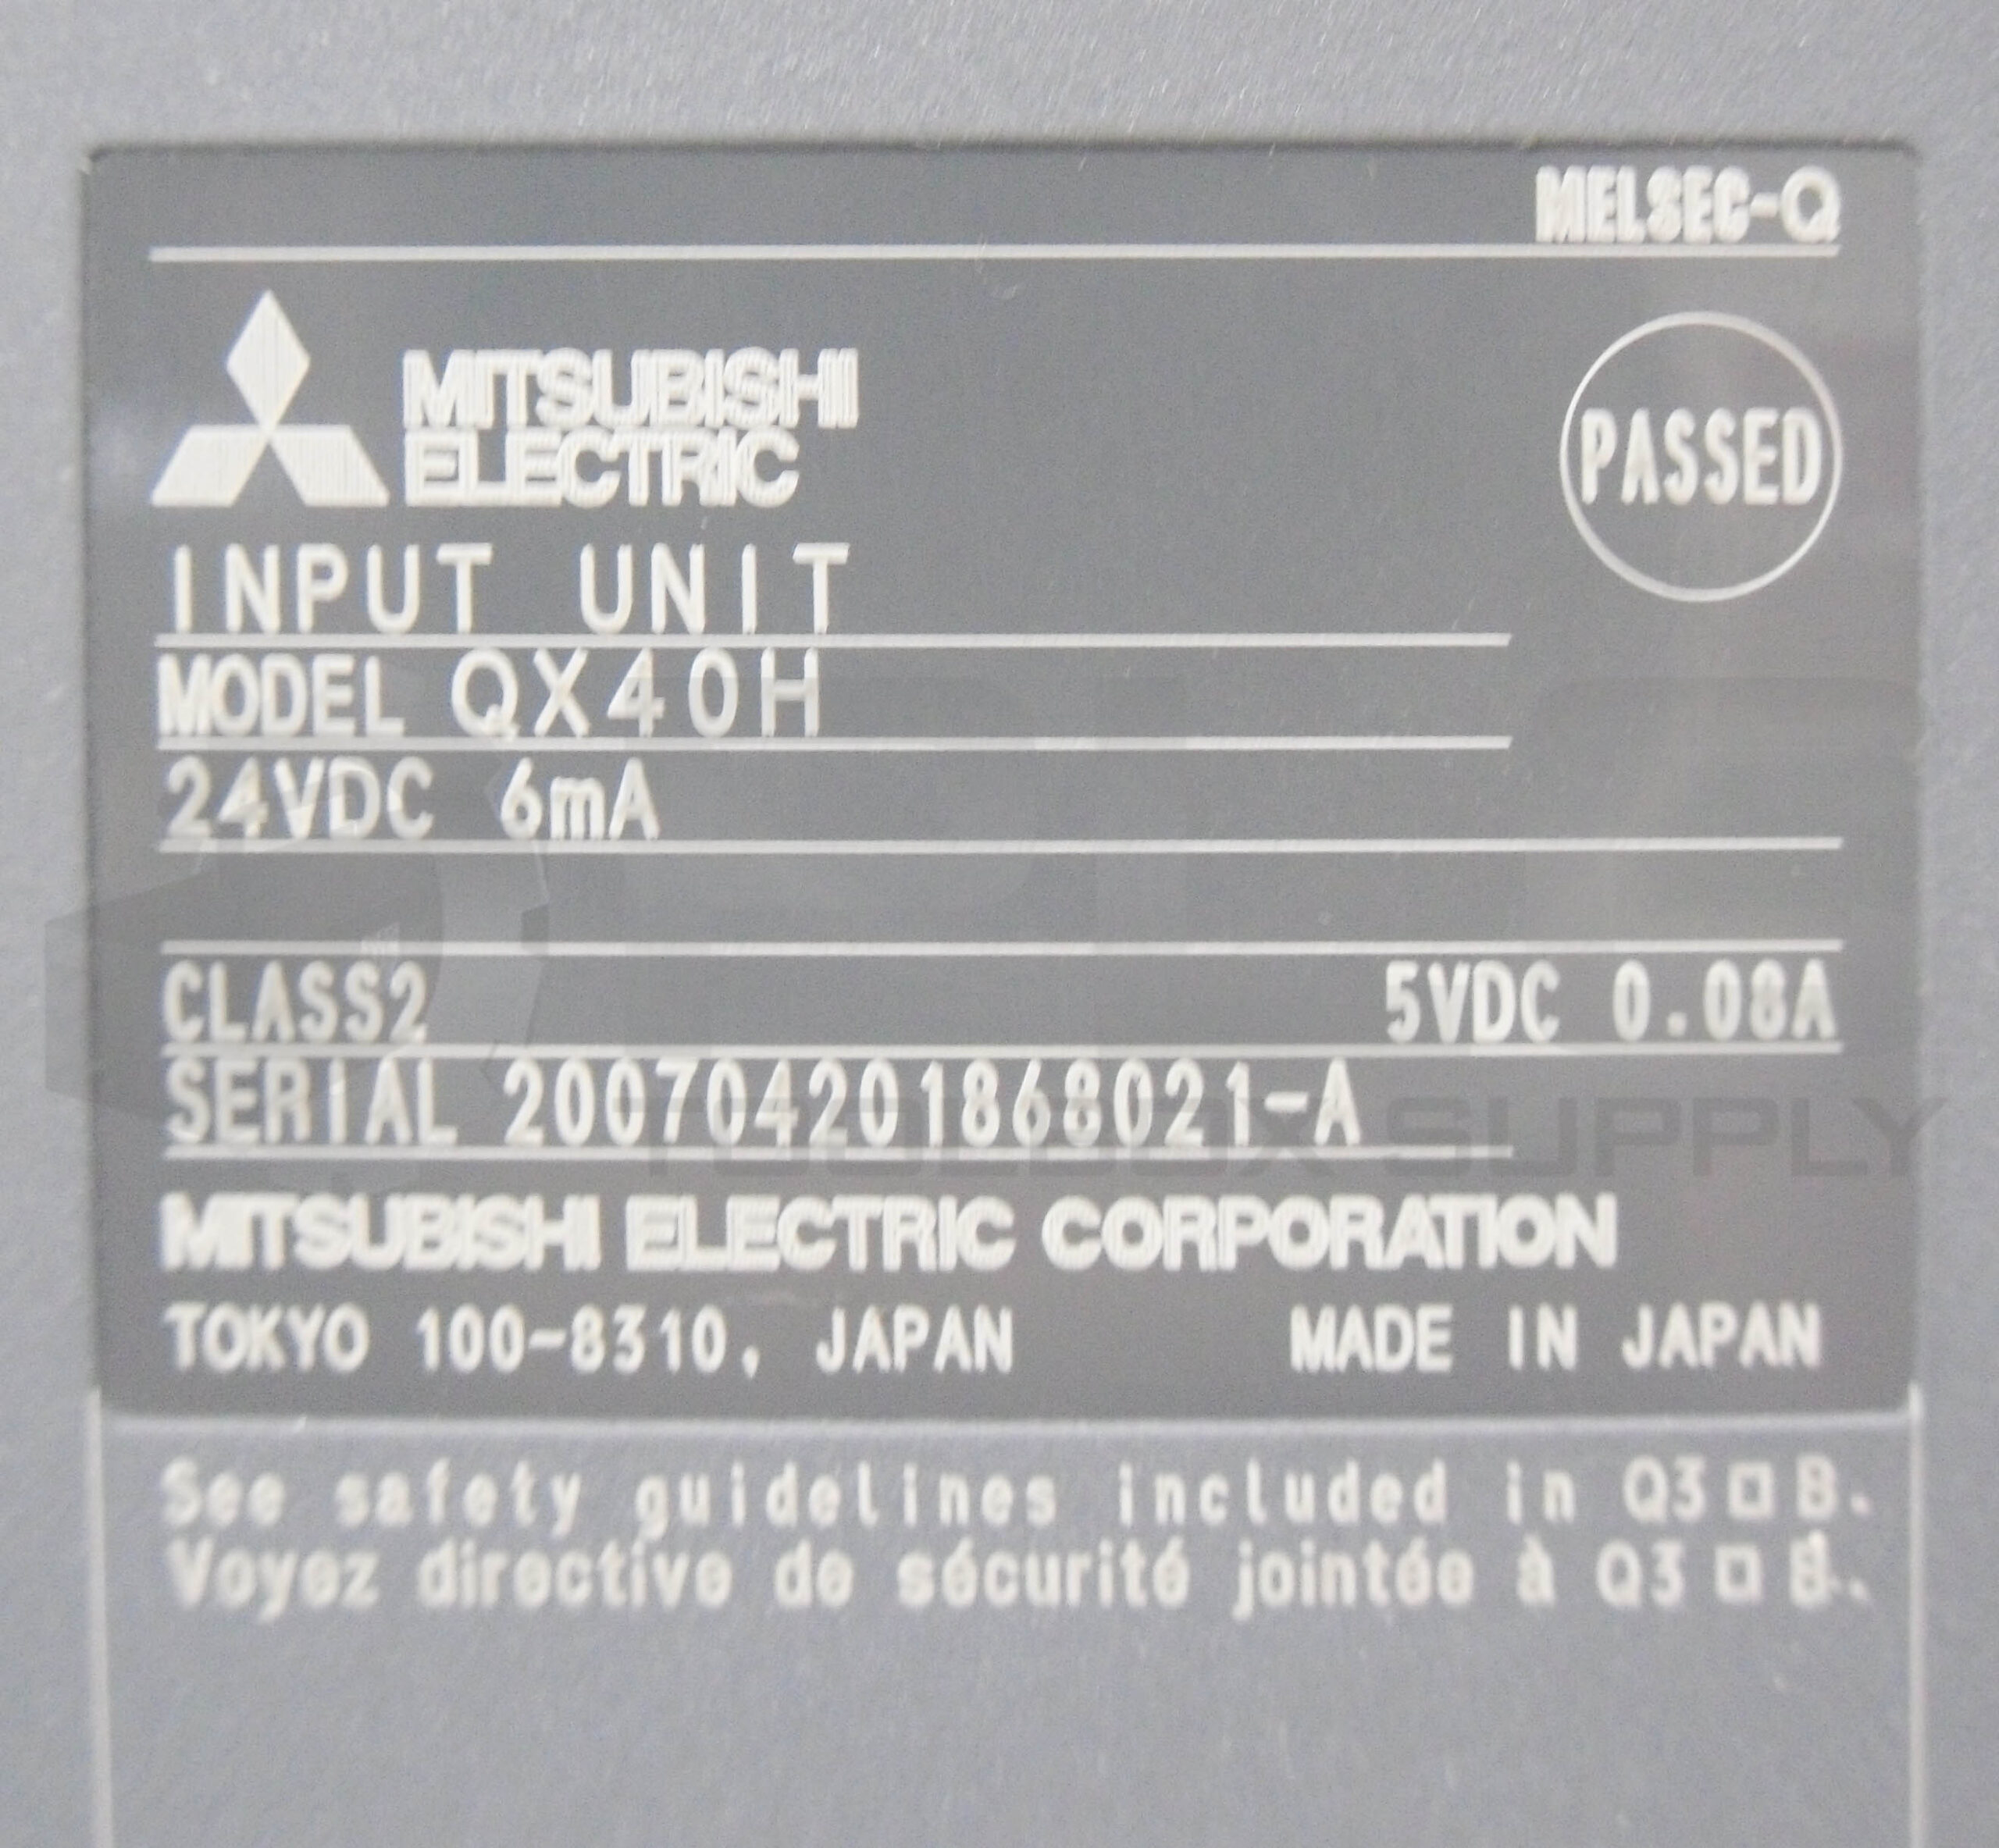 MELSEC-Q
MITSUBISHI
ELECTRIC
PASSED
INPUT UNIT
MODEL QX40H
24VDC 6mA
CLASS2 5VDC 0.08A
SERIAL 200704201868021-A
TOOLBOX SUPPLY
MITSUBISHI ELECTRIC CORPORATION
TOKYO 100-8310, JAPAN MADE IN JAPAN
See safety guidelines included in Q3□B.
Voyez directive de sécurité jointée à Q3□B.